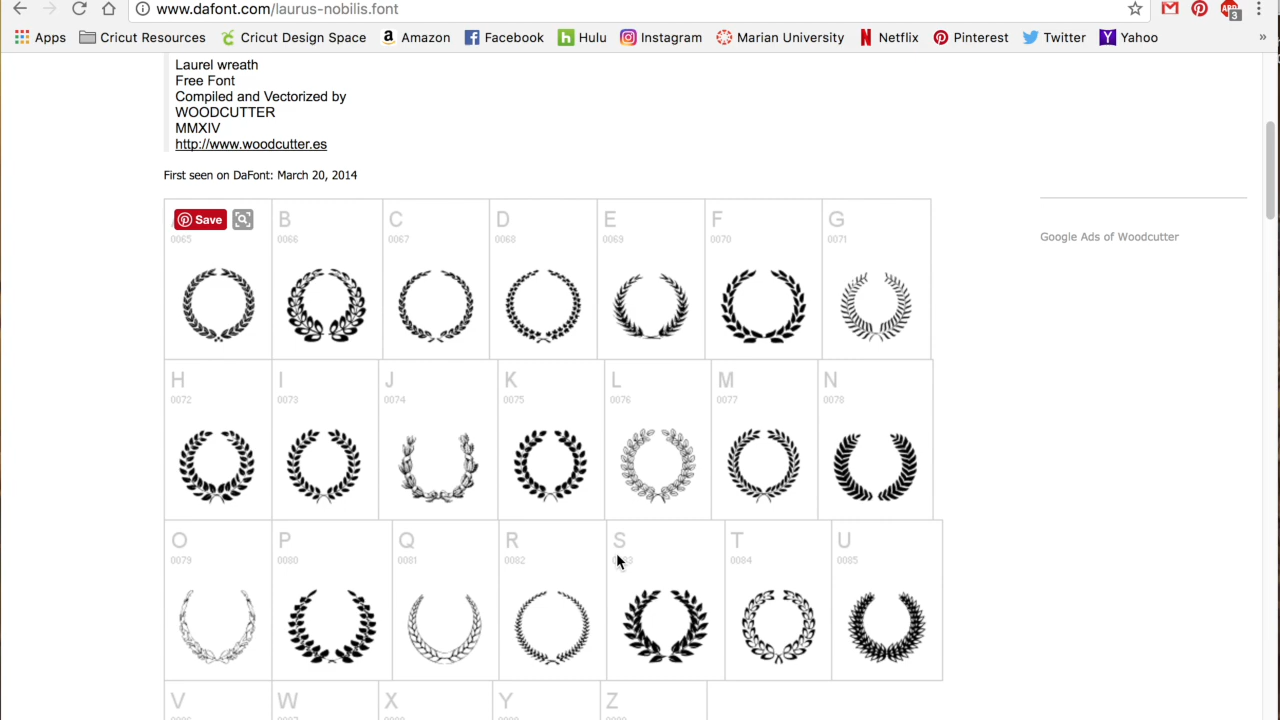 www.dafont.com/laurus-nobilis.font
3
Apps Cricut Resources Cricut Design Space Amazon Facebook Hulu Instagram Marian University Netflix Pinterest Twitter Yahoo »
Laurel wreath
Free Font
Compiled and Vectorized by
WOODCUTTER
MMXIV
http://www.woodcutter.es
First seen on DaFont: March 20, 2014
Save B C D E F G
0065 0066 0067 0068 0069 0070 0071
Google Ads of Woodcutter
H I J K L M N
0072 0073 0074 0075 0076 0077 0078
O P Q R S T U
0079 0080 0081 0082 0084 0085
V W X Y Z